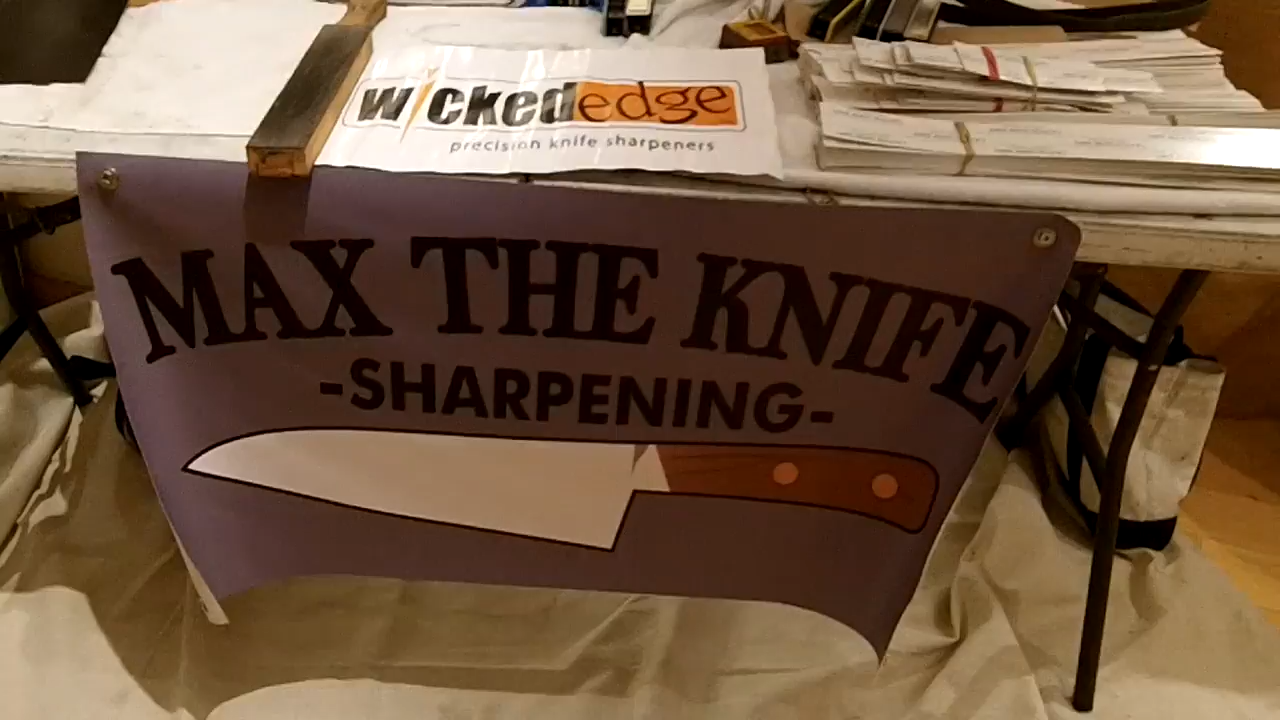 wickededge
precision knife sharpeners
MAX THE KNIFE
-SHARPENING-